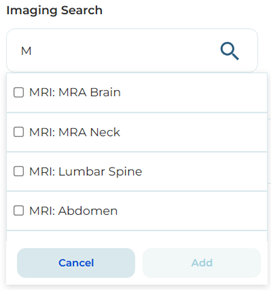 Imaging Search
M
MRI: MRA Brain
MRI: MRA Neck
MRI: Lumbar Spine
MRI: Abdomen
Cancel
Add